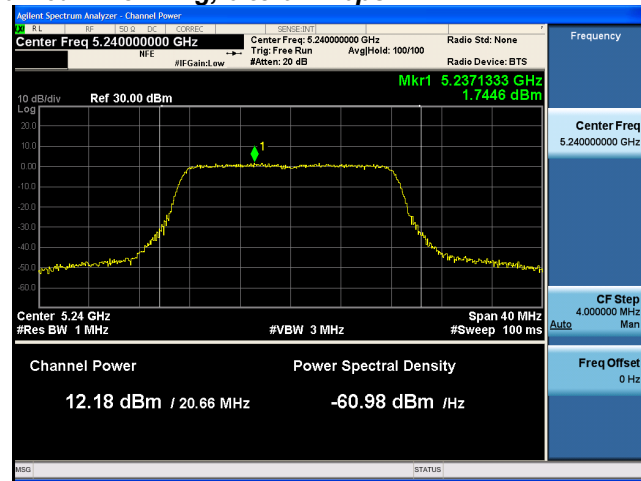 Agilent Spectrum Analyzer - Channel Power
RL RF 50 Ω DC CORREC SENSE:INT
Center Freq 5.240000000 GHz
NFE
#IFGain:Low
Center Freq: 5.240000000 GHz
Trig: Free Run Avg|Hold: 100/100
#Atten: 20 dB
Radio Std: None
Radio Device: BTS
Frequency
Mkr1 5.2371333 GHz
1.7446 dBm
10 dB/div Ref 30.00 dBm
Log
20.0
10.0
0.00
-10.0
-20.0
-30.0
-40.0
-50.0
-60.0
1
Center 5.24 GHz Span 40 MHz
#Res BW 1 MHz #VBW 3 MHz #Sweep 100 ms
Channel Power Power Spectral Density
12.18 dBm / 20.66 MHz -60.98 dBm /Hz
Center Freq
5.240000000 GHz
CF Step
4.000000 MHz
Auto Man
Freq Offset
0 Hz
MSG STATUS